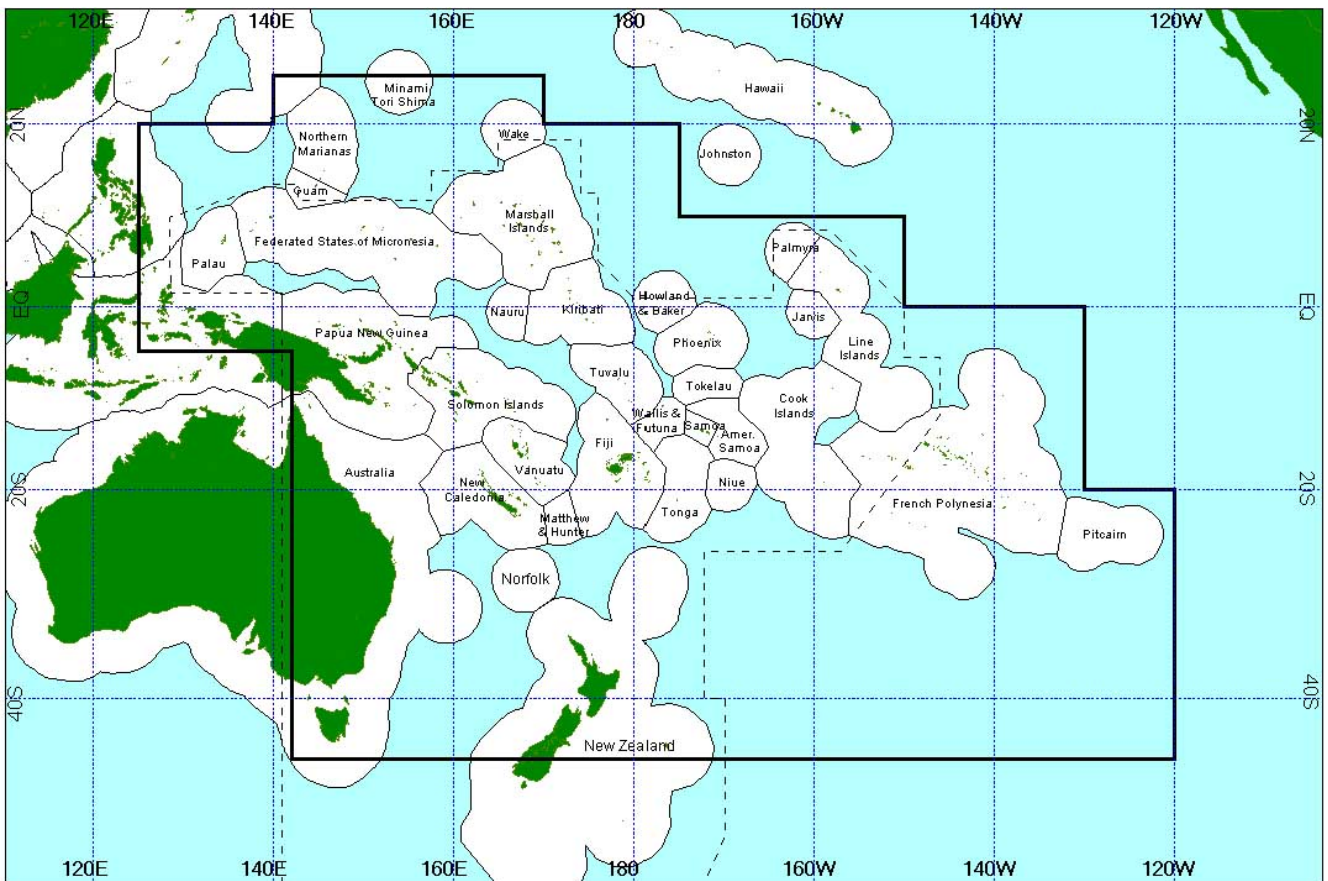 120E 140E 160E 180 160W 140W 120W
Minami
Tori Shima
Hawaii
20N
20N
Northern
Marianas
Wake
Johnston
Guam
Marshall
Islands
Federated States of Micronesia
Palau
Palmyra
Howland
& Baker
EQ
EQ
Nauru
Kiribati
Jarvis
Papua New Guinea
Phoenix
Line
Islands
Tuvalu
Tokelau
Solomon Islands
Cook
Islands
Wallis &
Futuna
Samoa
Amer.
Samoa
Fiji
Australia
Vanuatu
New
Caledonia
Niue
20S
20S
French Polynesia
Tonga
Matthew
& Hunter
Pitcairn
Norfolk
40S
40S
New Zealand
120E 140E 160E 180 160W 140W 120W